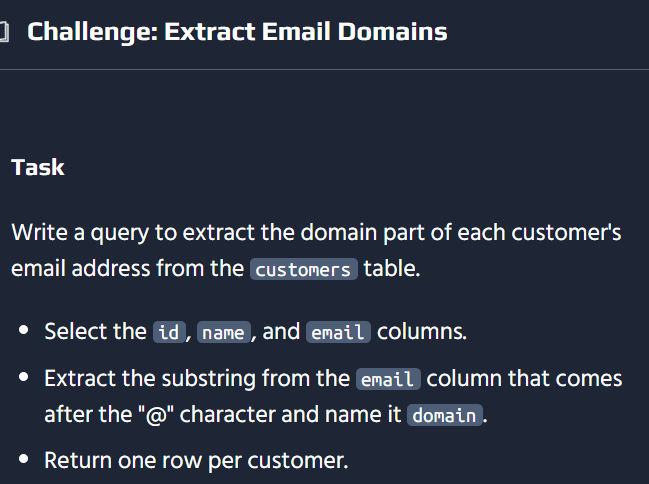 Challenge: Extract Email Domains
Task
Write a query to extract the domain part of each customer's
email address from the customers table.
Select the id, name, and email columns.
Extract the substring from the email column that comes
after the "@" character and name it domain.
Return one row per customer.